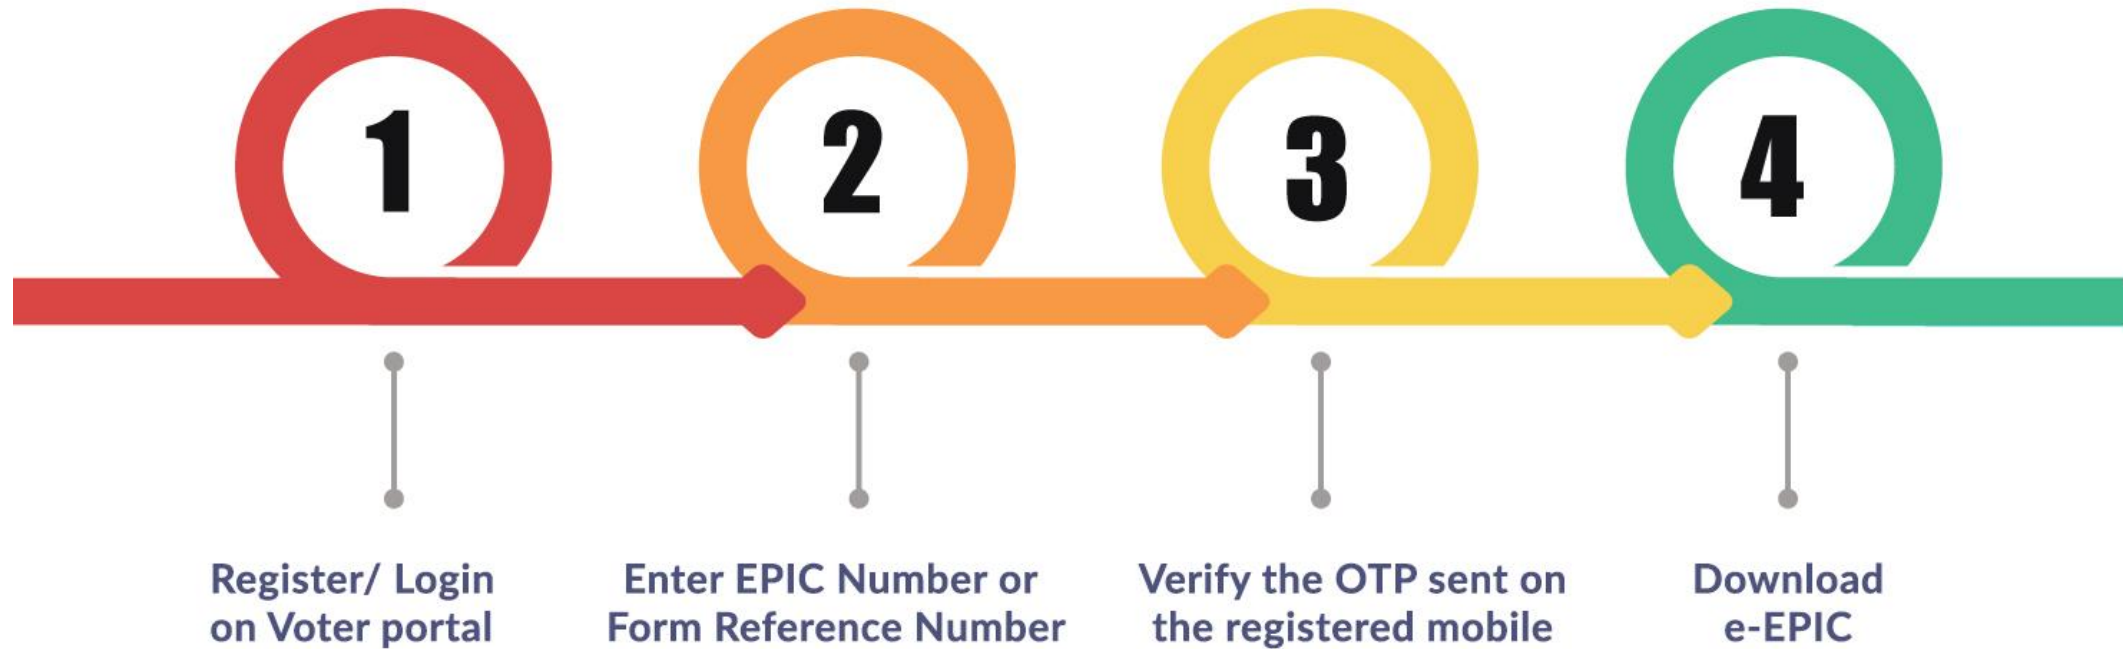 1
2
3
4
Register/ Login
on Voter portal
Enter EPIC Number or
Form Reference Number
Verify the OTP sent on
the registered mobile
Download
e-EPIC